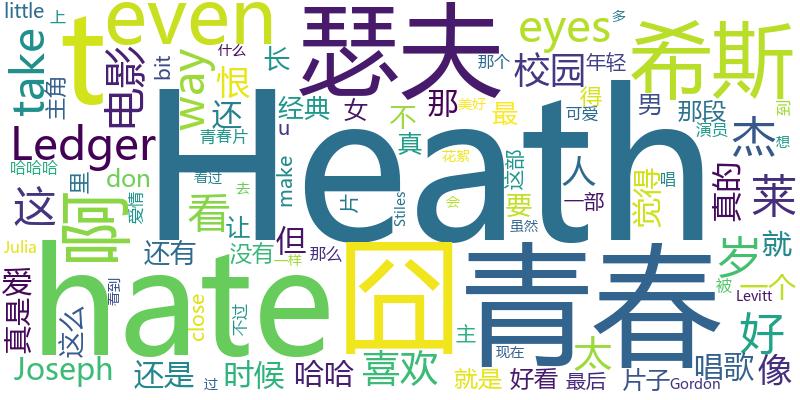 little
上
t
even
瑟夫
eyes
多
希斯
那个
年轻
校园
take
主角
电影
bit
way
什么
恨
长
还
经典
女
不
那
最
美好
得
可爱
男
那段
演员
到
Heath
Ledger
青春片
u
真
杰
哈哈哈
don
里
看过
make
片
花絮
这部
人
觉得
唱
真的
想
莱
这
啊
爱情
看
去
Stiles
会
要
一部
让
但
虽然
岁
就
Julia
真是
爱
还有
没有
那么
被
一个
hate
囧
青春
看到
一样
Levitt
这么
close
不过
主
太
好
Joseph
还是
过
时候
哈哈
喜欢
现在
就是
好看
最后
片子
Gordon
唱歌
像